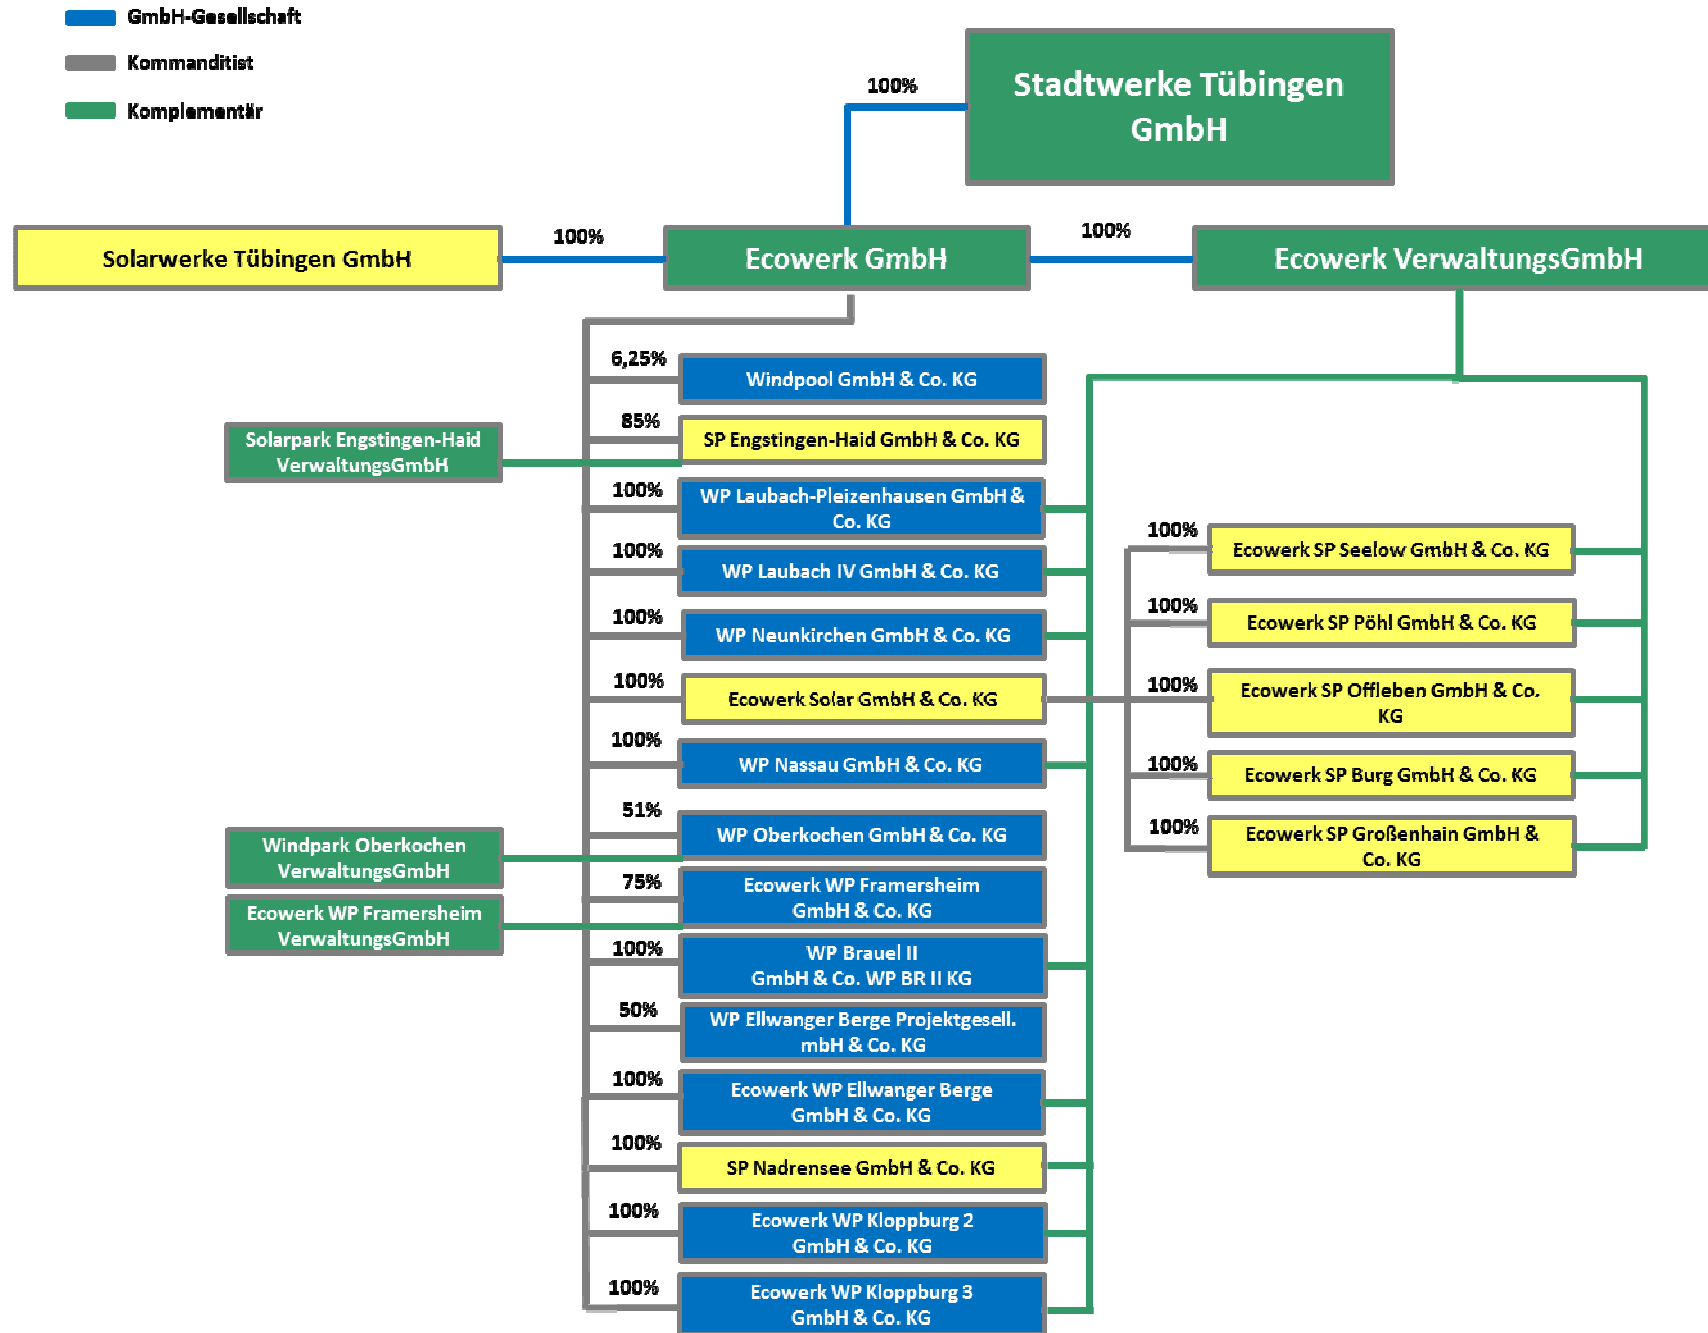 GmbH-Gesellschaft
Kommanditist
Komplementär
100%
Stadtwerke Tübingen
GmbH
Solarwerke Tübingen GmbH
100%
Ecowerk GmbH
100%
Ecowerk VerwaltungsGmbH
6,25%
Windpool GmbH & Co. KG
85%
SP Engstingen-Haid GmbH & Co. KG
Solarpark Engstingen-Haid
VerwaltungsGmbH
100%
WP Laubach-Pleizenhausen GmbH &
Co. KG
100%
WP Laubach IV GmbH & Co. KG
100%
WP Neunkirchen GmbH & Co. KG
100%
Ecowerk Solar GmbH & Co. KG
100%
WP Nassau GmbH & Co. KG
51%
WP Oberkochen GmbH & Co. KG
Windpark Oberkochen
VerwaltungsGmbH
75%
Ecowerk WP Framersheim
GmbH & Co. KG
Ecowerk WP Framersheim
VerwaltungsGmbH
100%
WP Brauel II
GmbH & Co. WP BR II KG
50%
WP Ellwanger Berge Projektgesell.
mbH & Co. KG
100%
Ecowerk WP Ellwanger Berge
GmbH & Co. KG
100%
SP Nadrensee GmbH & Co. KG
100%
Ecowerk WP Kloppburg 2
GmbH & Co. KG
100%
Ecowerk WP Kloppburg 3
GmbH & Co. KG
100%
Ecowerk SP Seelow GmbH & Co. KG
100%
Ecowerk SP Pöhl GmbH & Co. KG
100%
Ecowerk SP Offleben GmbH & Co.
KG
100%
Ecowerk SP Burg GmbH & Co. KG
100%
Ecowerk SP Großenhain GmbH &
Co. KG